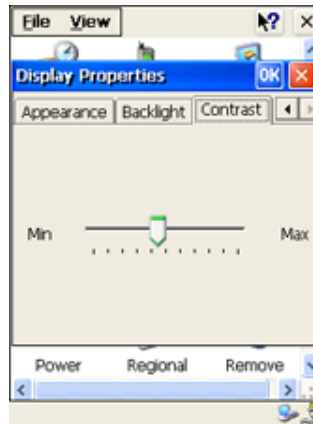 File View
Display Properties OK
Appearance Backlight Contrast
Min Max
Power Regional Remove